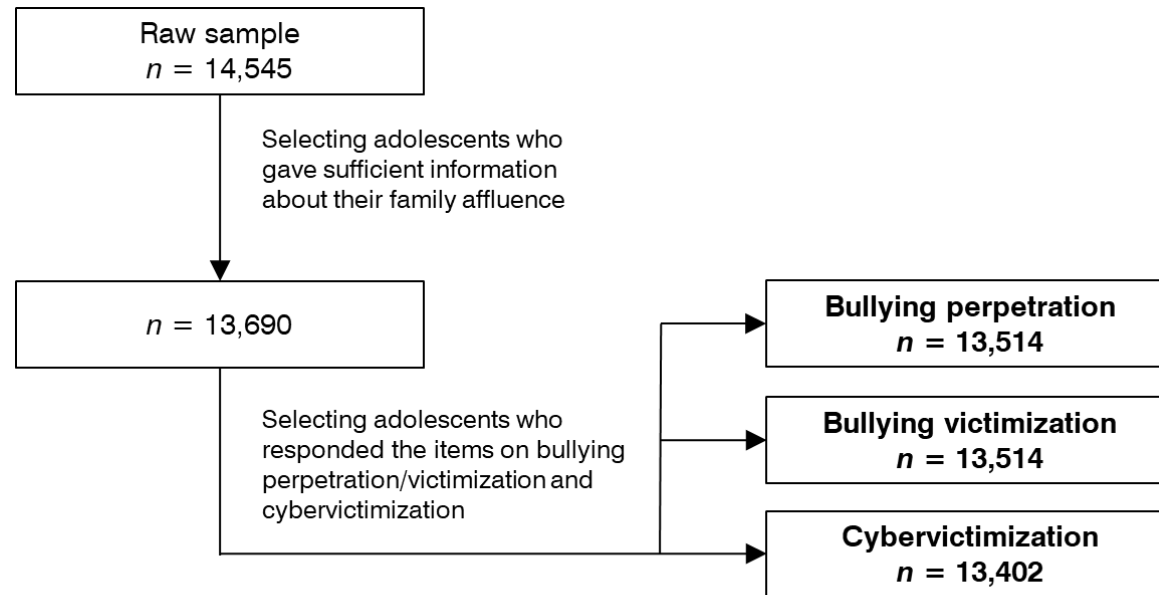 Raw sample
n = 14,545
Selecting adolescents who
gave sufficient information
about their family affluence
n = 13,690
Selecting adolescents who
responded the items on bullying
perpetration/victimization and
cybervictimization
Bullying perpetration
n = 13,514
Bullying victimization
n = 13,514
Cybervictimization
n = 13,402